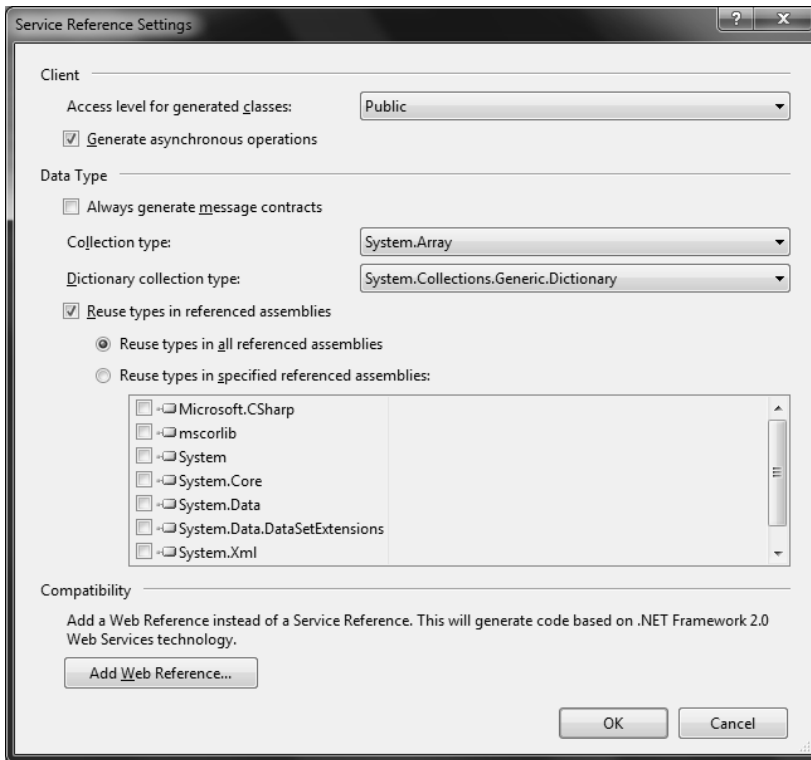 Service Reference Settings
Client
Access level for generated classes:
Public
Generate asynchronous operations
Data Type
Always generate message contracts
Collection type:
System.Array
Dictionary collection type:
System.Collections.Generic.Dictionary
Reuse types in referenced assemblies
Reuse types in all referenced assemblies
Reuse types in specified referenced assemblies:
Microsoft.CSharp
mscorlib
System
System.Core
System.Data
System.Data.DataSetExtensions
System.Xml
Compatibility
Add a Web Reference instead of a Service Reference. This will generate code based on .NET Framework 2.0
Web Services technology.
Add Web Reference...
OK
Cancel